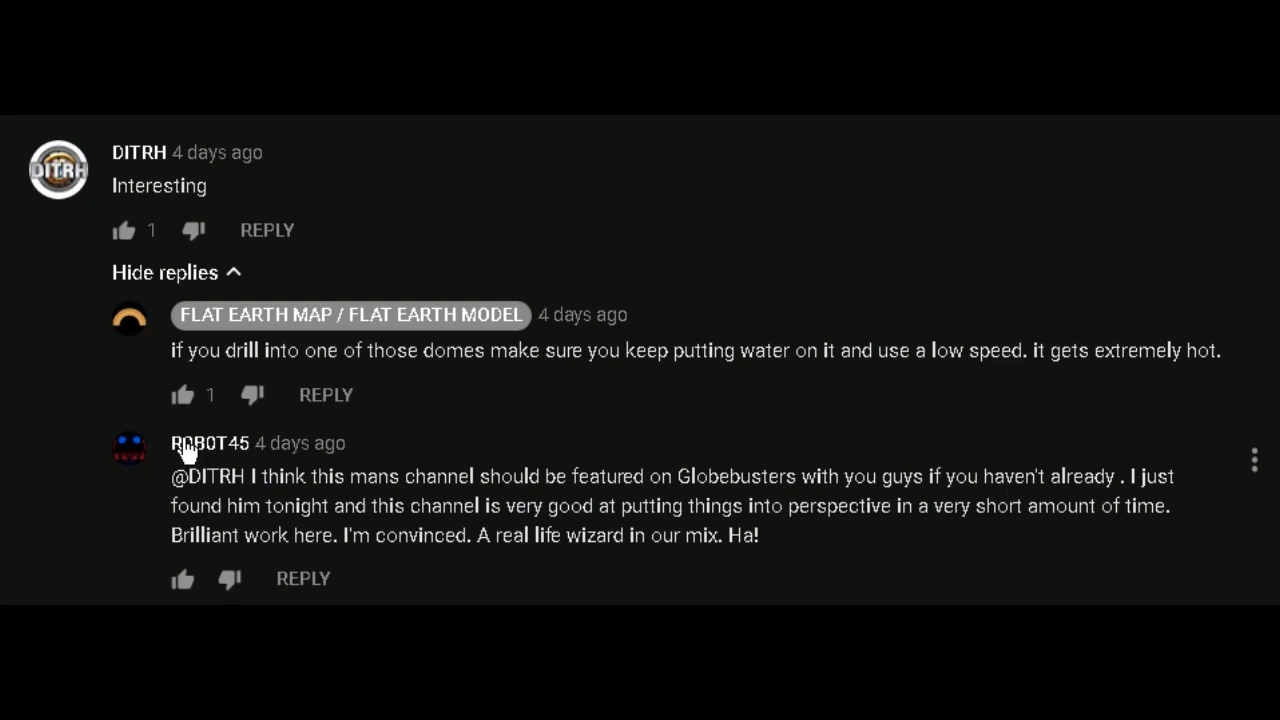 DITRH
DITRH 4 days ago
Interesting
1 REPLY
Hide replies
FLAT EARTH MAP / FLAT EARTH MODEL 4 days ago
if you drill into one of those domes make sure you keep putting water on it and use a low speed. it gets extremely hot.
1 REPLY
ROBOT45 4 days ago
@DITRH I think this mans channel should be featured on Globebusters with you guys if you haven't already . I just
found him tonight and this channel is very good at putting things into perspective in a very short amount of time.
Brilliant work here. I'm convinced. A real life wizard in our mix. Ha!
REPLY